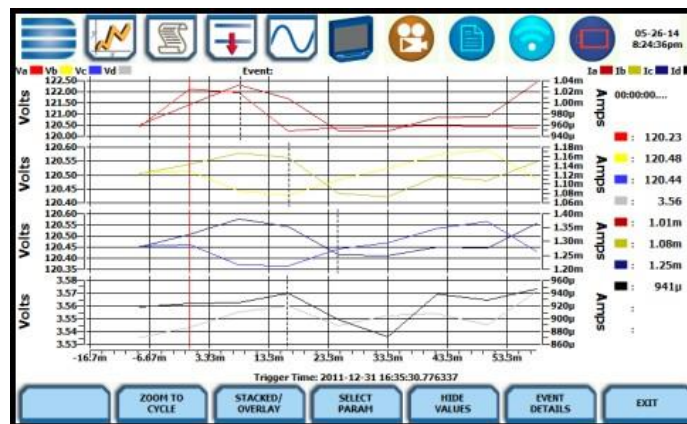 05-26-14
8:24:36pm
Va Vb Vc Vd Event: Ia Ib Ic Id
Volts
122.50
122.00
121.50
121.00
120.50
120.00
1.04m
1.02m
1.00m
980µ
960µ
940µ
Amps
00:00:00....
120.60
120.55
120.50
120.45
120.40
1.18m
1.16m
1.14m
1.12m
1.10m
1.08m
1.06m
Volts
120.60
120.55
120.50
120.45
120.40
120.35
1.40m
1.35m
1.30m
1.25m
1.20m
Amps
Volts
3.58
3.57
3.56
3.55
3.54
3.53
960µ
940µ
920µ
900µ
880µ
860µ
Amps
: 120.23
: 120.48
: 120.44
: 3.56
: 1.01m
: 1.08m
: 1.25m
: 941µ
:
:
-16.7m -6.67m 3.33m 13.3m 23.3m 33.3m 43.3m 53.3m
Trigger Time: 2011-12-31 16:35:30.776337
ZOOM TO CYCLE
STACKED/ OVERLAY
SELECT PARAM
HIDE VALUES
EVENT DETAILS
EXIT